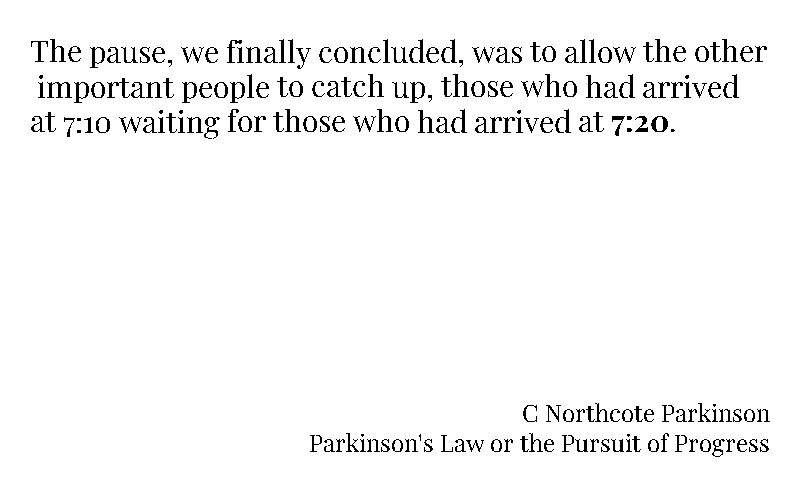 The pause, we finally concluded, was to allow the other
important people to catch up, those who had arrived
at 7:10 waiting for those who had arrived at 7:20.
C Northcote Parkinson
Parkinson's Law or the Pursuit of Progress